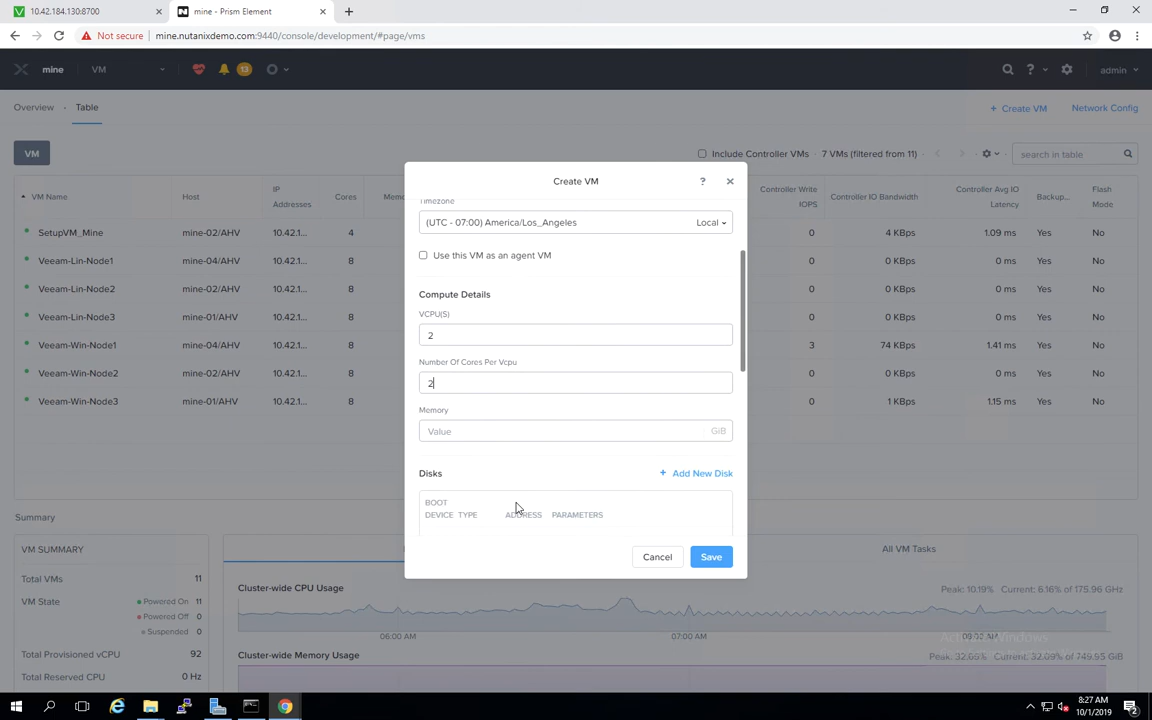 10.42.184.130:8700
mine - Prism Element
Not secure
mine.nutanixdemo.com:9440/console/development/#page/vms
mine
VM
13
?
admin
Overview
Table
+ Create VM
Network Config
VM
Include Controller VMs
7 VMs (filtered from 11)
search in table
VM Name
Host
IP Addresses
Cores
Controller Write IOPS
Controller IO Bandwidth
Controller Avg IO Latency
Backup...
Flash Mode
SetupVM_Mine mine-02/AHV 10.42.1... 4 0 4 KBps 1.09 ms Yes No
Veeam-Lin-Node1 mine-04/AHV 10.42.1... 8 0 0 KBps 0 ms Yes No
Veeam-Lin-Node2 mine-02/AHV 10.42.1... 8 0 0 KBps 0 ms Yes No
Veeam-Lin-Node3 mine-01/AHV 10.42.1... 8 0 0 KBps 0 ms Yes No
Veeam-Win-Node1 mine-04/AHV 10.42.1... 8 3 74 KBps 1.41 ms Yes No
Veeam-Win-Node2 mine-02/AHV 10.42.1... 8 0 0 KBps 0 ms Yes No
Veeam-Win-Node3 mine-01/AHV 10.42.1... 8 0 1 KBps 1.15 ms Yes No
Create VM
?
Timezone
(UTC - 07:00) America/Los_Angeles
Local
Use this VM as an agent VM
Compute Details
VCPU(S)
2
Number Of Cores Per Vcpu
2
Memory
Value
GiB
Disks
+ Add New Disk
BOOT
DEVICE TYPE ADDRESS PARAMETERS
Cancel
Save
Summary
VM SUMMARY
Total VMs 11
VM State
Powered On 11
Powered Off 0
Suspended 0
Total Provisioned vCPU 92
Total Reserved CPU 0 Hz
All VM Tasks
Cluster-wide CPU Usage
Peak: 10.19% Current: 6.16% of 175.96 GHz
06:00 AM
07:00 AM
Cluster-wide Memory Usage
Activate Windows
8:27 AM
10/1/2019
2